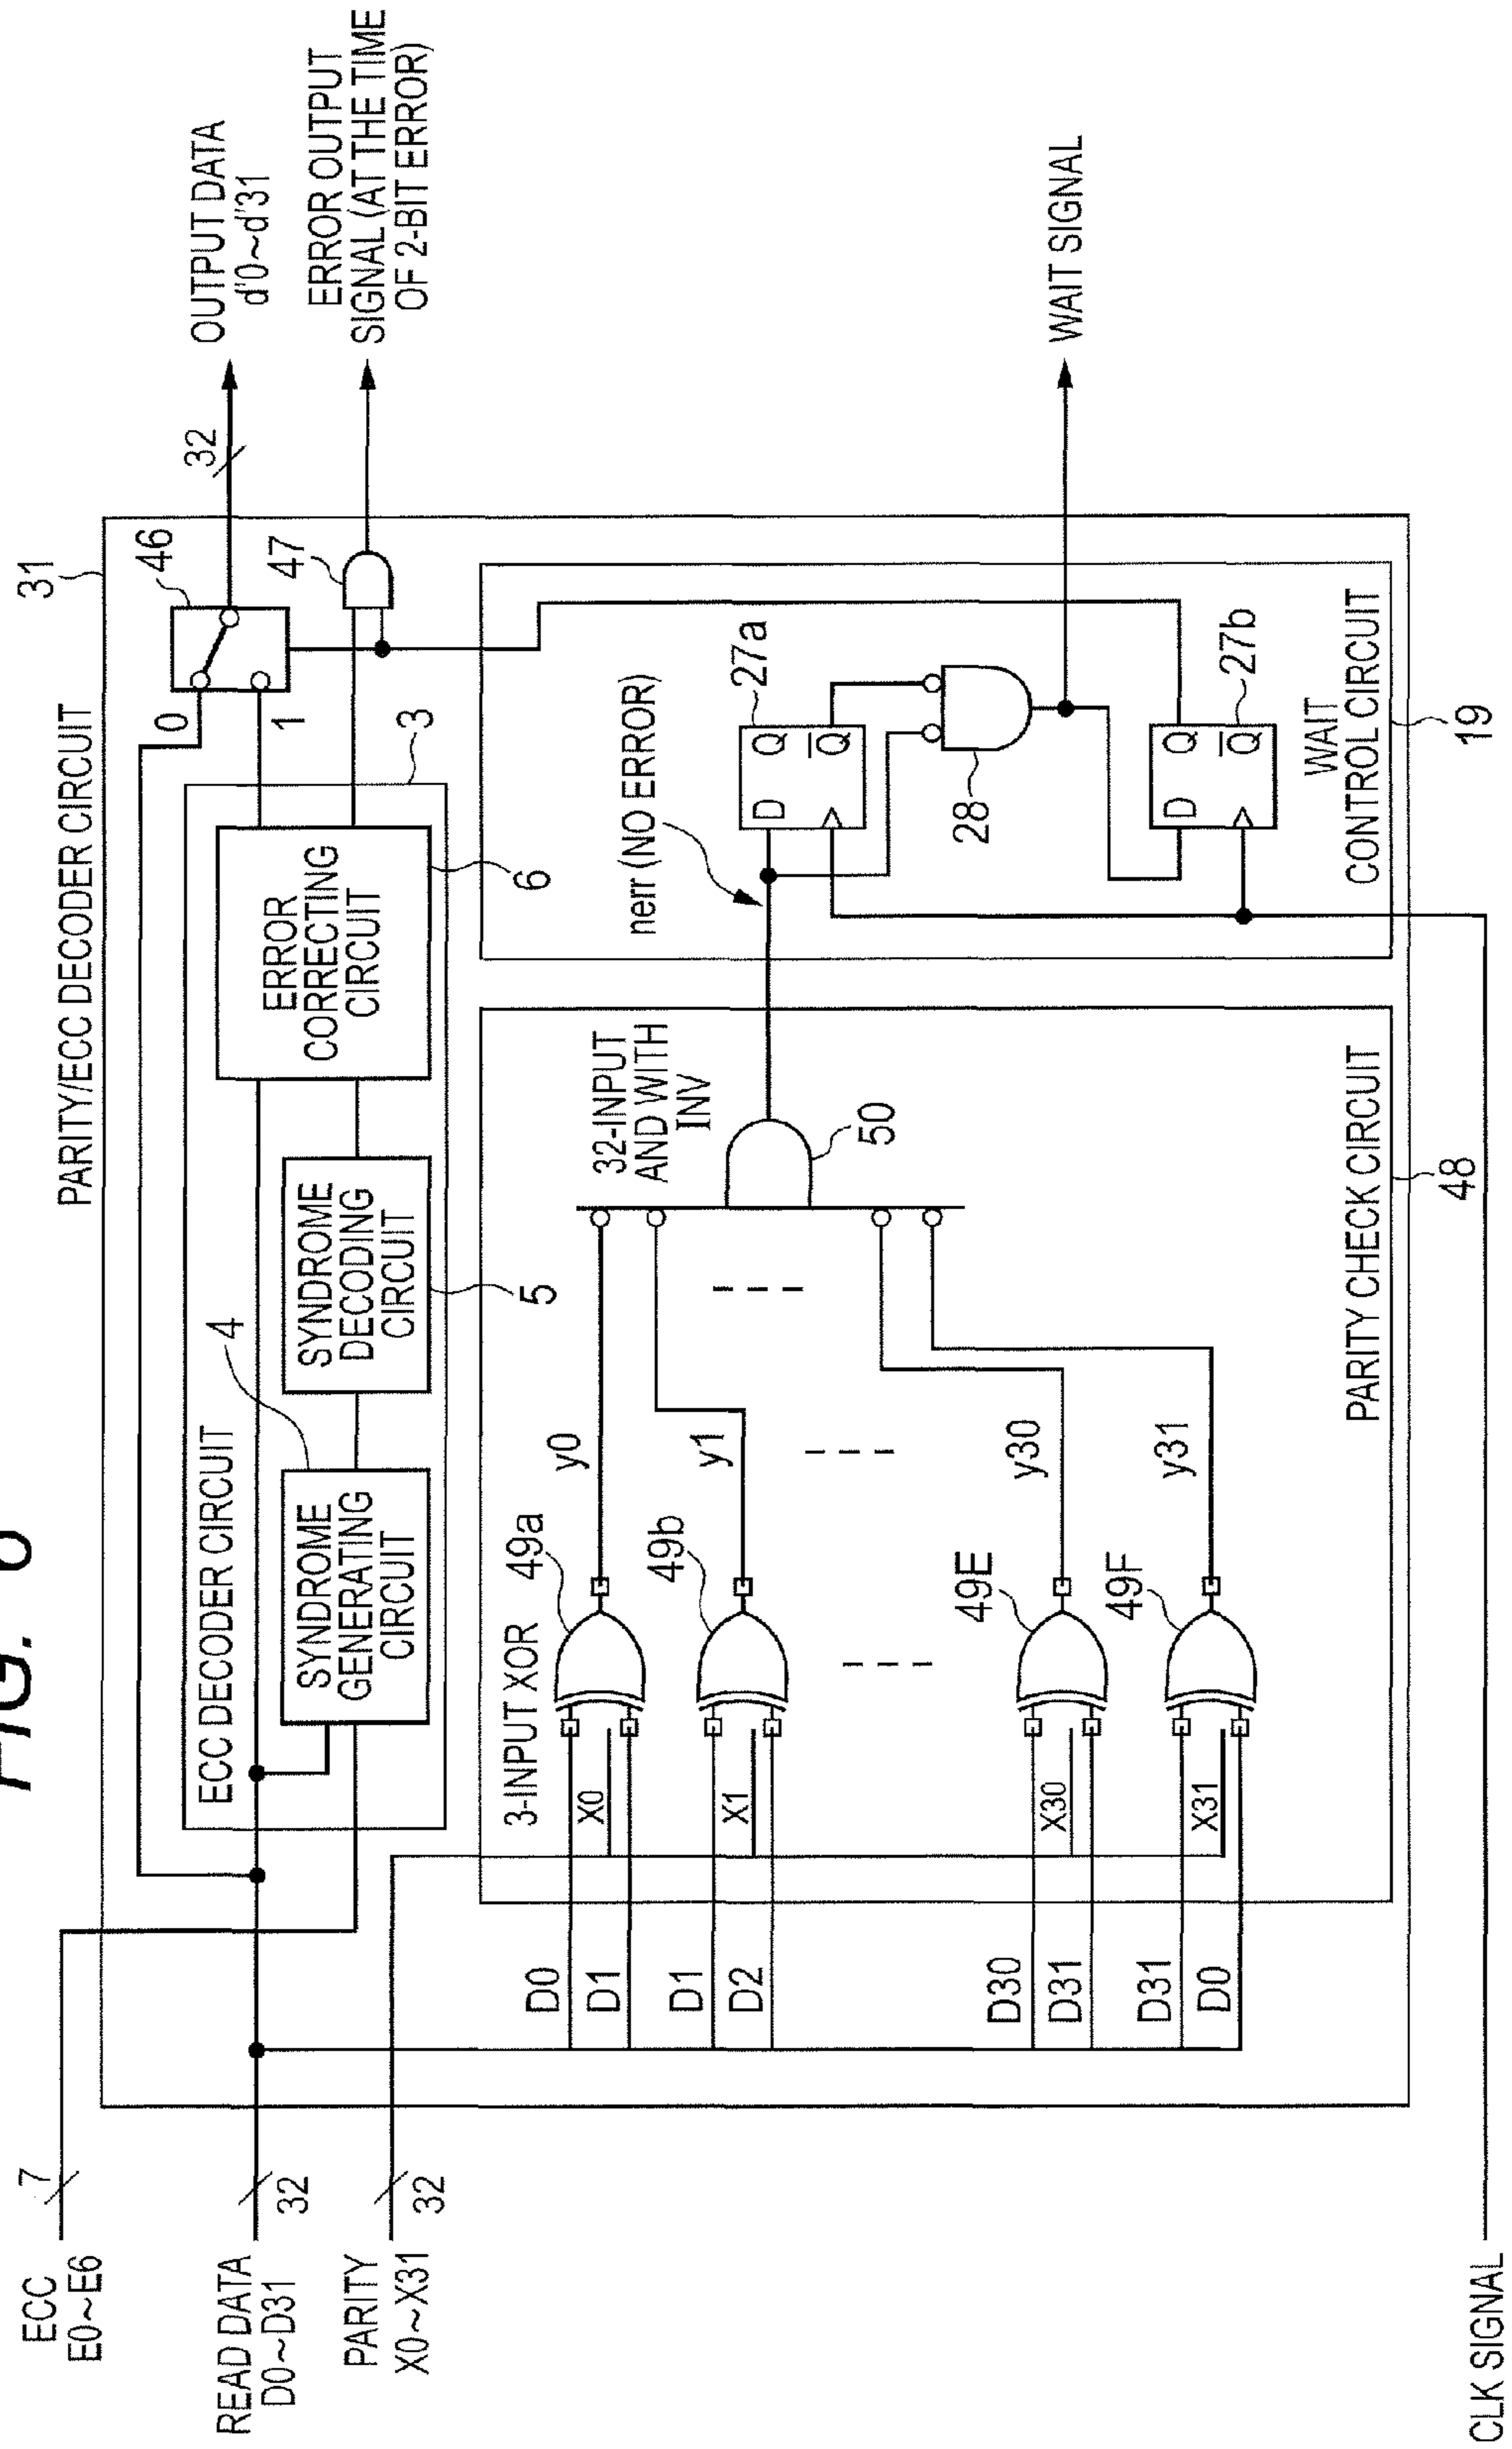 FIG. 6
PARITY/ECC DECODER CIRCUIT
31
ECC
E0~E6
7
READ DATA
D0~D31
32
PARITY
X0~X31
32
CLK SIGNAL
ECC DECODER CIRCUIT
3
4
SYNDROME
GENERATING
CIRCUIT
SYNDROME
DECODING
CIRCUIT
5
ERROR
CORRECTING
CIRCUIT
6
0
1
46
47
32
OUTPUT DATA
d'0~d'31
ERROR OUTPUT
SIGNAL (AT THE TIME
OF 2-BIT ERROR)
3-INPUT XOR
D0
D1
X0
49a
y0
D1
D2
X1
49b
y1
D30
D31
X30
49E
y30
D31
D0
X31
49F
y31
32-INPUT
AND WITH
INV
50
PARITY CHECK CIRCUIT
48
nerr (NO ERROR)
D
Q
Q
27a
28
D
Q
Q
27b
WAIT
CONTROL CIRCUIT
19
WAIT SIGNAL